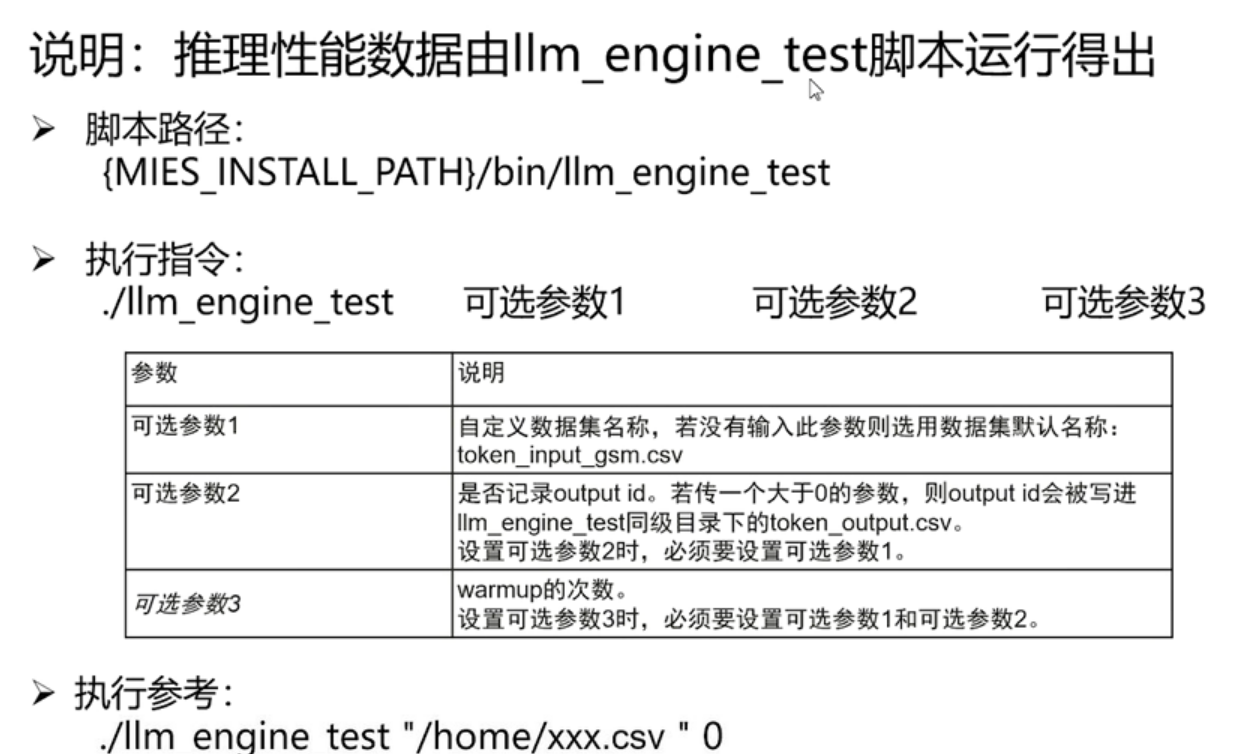 说明：推理性能数据由llm_engine_test脚本运行得出
➢ 脚本路径：
{MIES_INSTALL_PATH}/bin/llm_engine_test
➢ 执行指令：
./llm_engine_test 可选参数1 可选参数2 可选参数3
参数 说明
可选参数1 自定义数据集名称，若没有输入此参数则选用数据集默认名称：
token_input_gsm.csv
可选参数2 是否记录output id。若传一个大于0的参数，则output id会被写进
llm_engine_test同级目录下的token_output.csv。
设置可选参数2时，必须要设置可选参数1。
可选参数3 warmup的次数。
设置可选参数3时，必须要设置可选参数1和可选参数2。
➢ 执行参考：
./llm_engine_test "/home/xxx.csv " 0